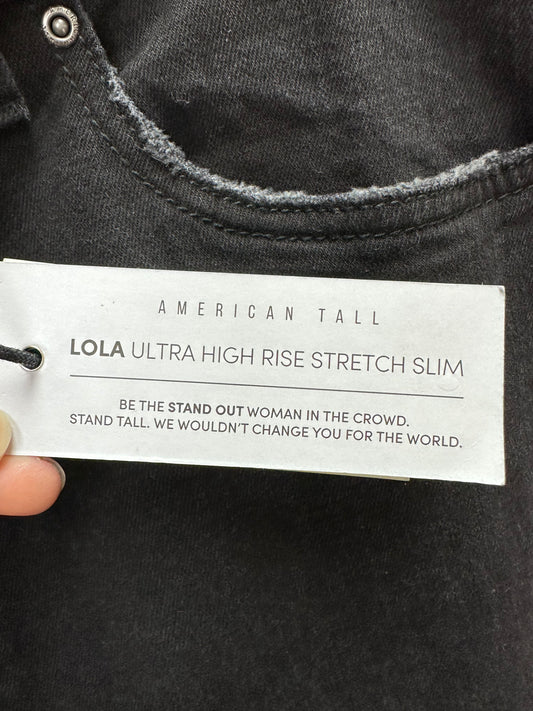 AMERICAN TALL
LOLA ULTRA HIGH RISE STRETCH SLIM
BE THE STAND OUT WOMAN IN THE CROWD.
STAND TALL. WE WOULDN'T CHANGE YOU FOR THE WORLD.